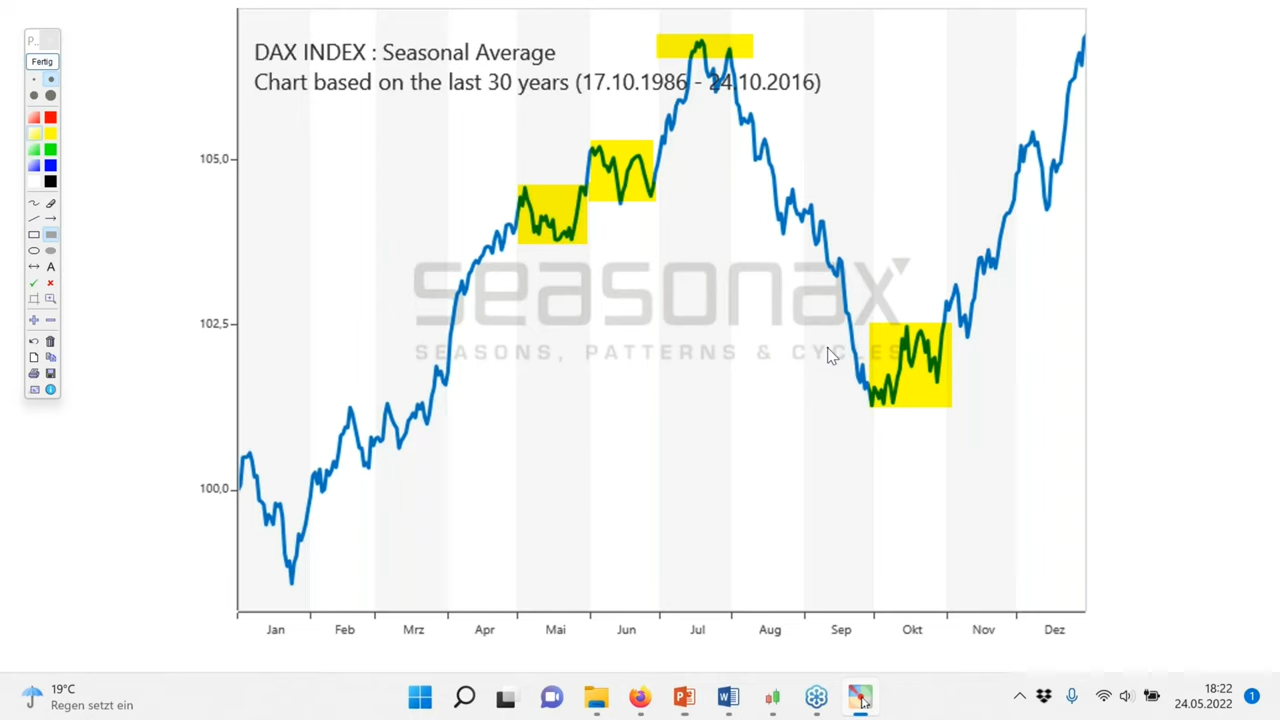 P..
Fertig
A
DAX INDEX : Seasonal Average
Chart based on the last 30 years (17.10.1986 - 24.10.2016)
105,0
102,5
100,0
seasonax
SEASONS, PATTERNS & CYCLES
Jan Feb Mrz Apr Mai Jun Jul Aug Sep Okt Nov Dez
19°C
Regen setzt ein
18:22
24.05.2022
1